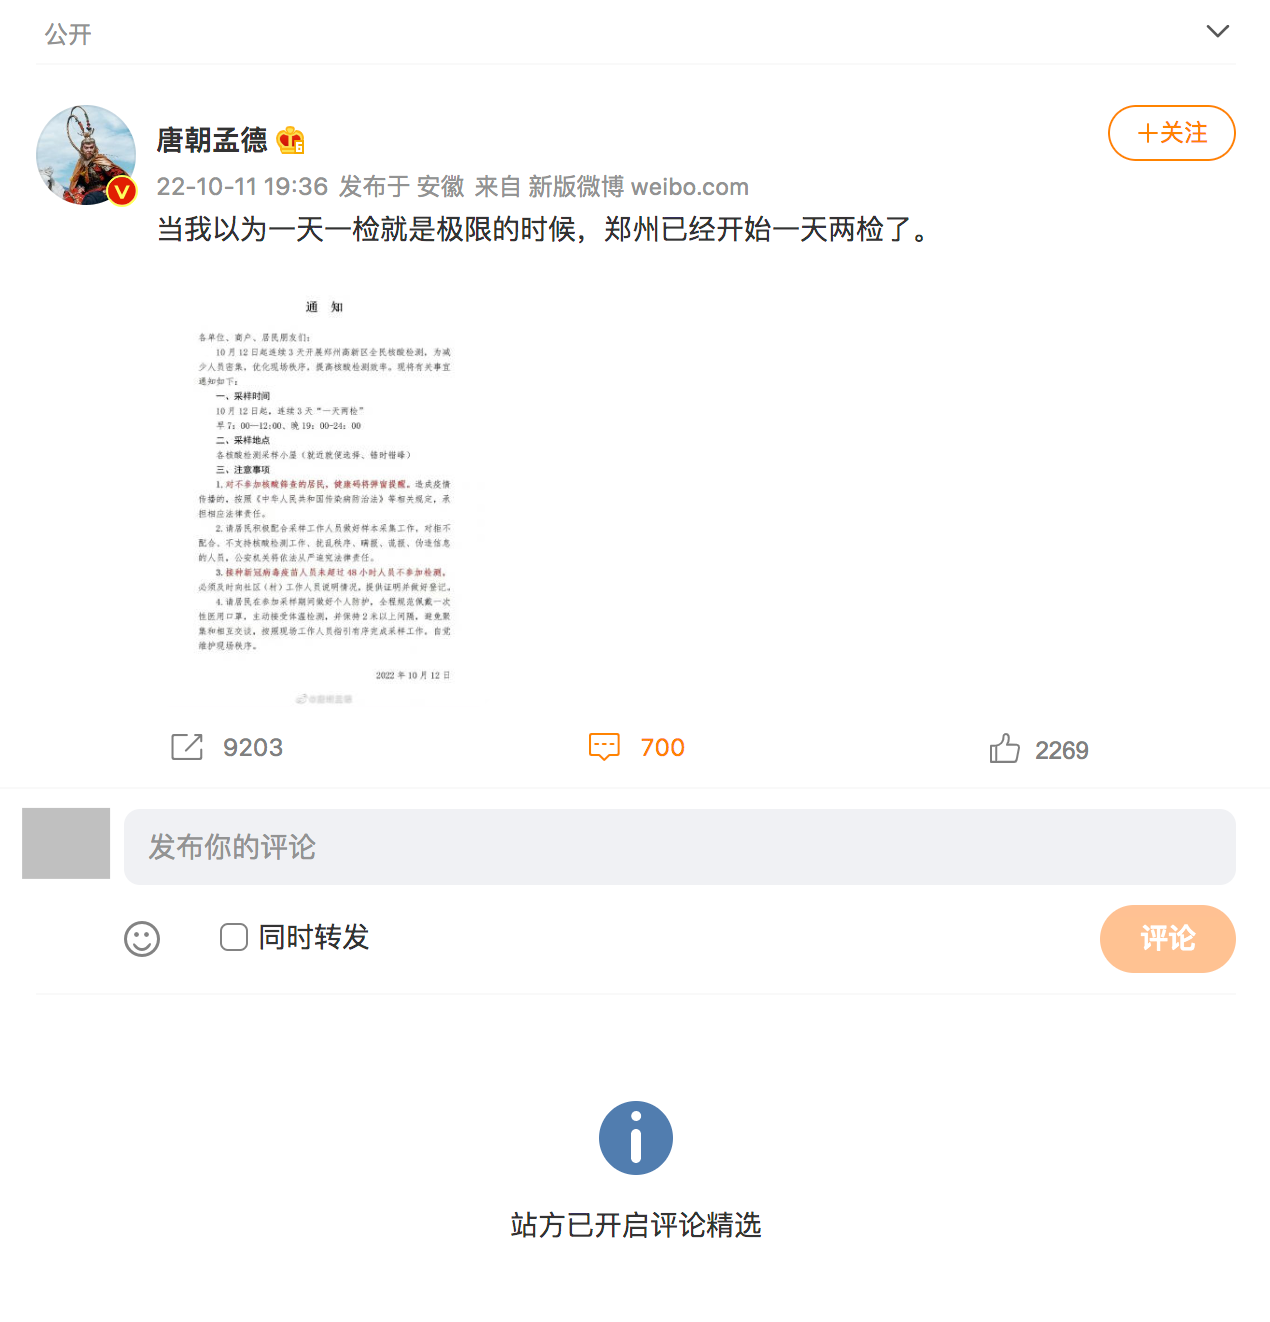 公开
唐朝孟德
+关注
22-10-11 19:36 发布于 安徽 来自 新版微博 weibo.com
当我以为一天一检就是极限的时候，郑州已经开始一天两检了。
通 知
各单位、商户、居民朋友们：
10月12日起连续3天开展郑州高新区全民核酸检测，为减
少人员密集，优化现场秩序，提高核酸检测效率。现将有关事宜
通知如下：
一、采样时间
10月12日起，连续3天“一天两检”
早7：00—12:00、晚19：00-24：00
二、采样地点
各核酸检测采样小屋（就近就便选择、错时错峰）
三、注意事项
1.对不参加核酸筛查的居民，健康码将弹窗提醒。造成疫情
传播的，按照《中华人民共和国传染病防治法》等相关规定，承
担相应法律责任。
2.请居民积极配合采样工作人员做好样本采集工作，对拒不
配合、不支持核酸检测工作、扰乱秩序、瞒报、谎报、伪造信息
的人员，公安机关将依法从严追究法律责任。
3.接种新冠病毒疫苗人员未超过48小时人员不参加检测，
必须及时向社区（村）工作人员说明情况，提供证明并做好登记。
4.请居民在参加采样期间做好个人防护，全程规范佩戴一次
性医用口罩，主动接受体温检测，并保持2米以上间隔，避免聚
集和相互交谈，按照现场工作人员指引有序完成采样工作，自觉
维护现场秩序。
2022年10月12日
@唐朝孟德
9203
700
2269
发布你的评论
同时转发
评论
站方已开启评论精选